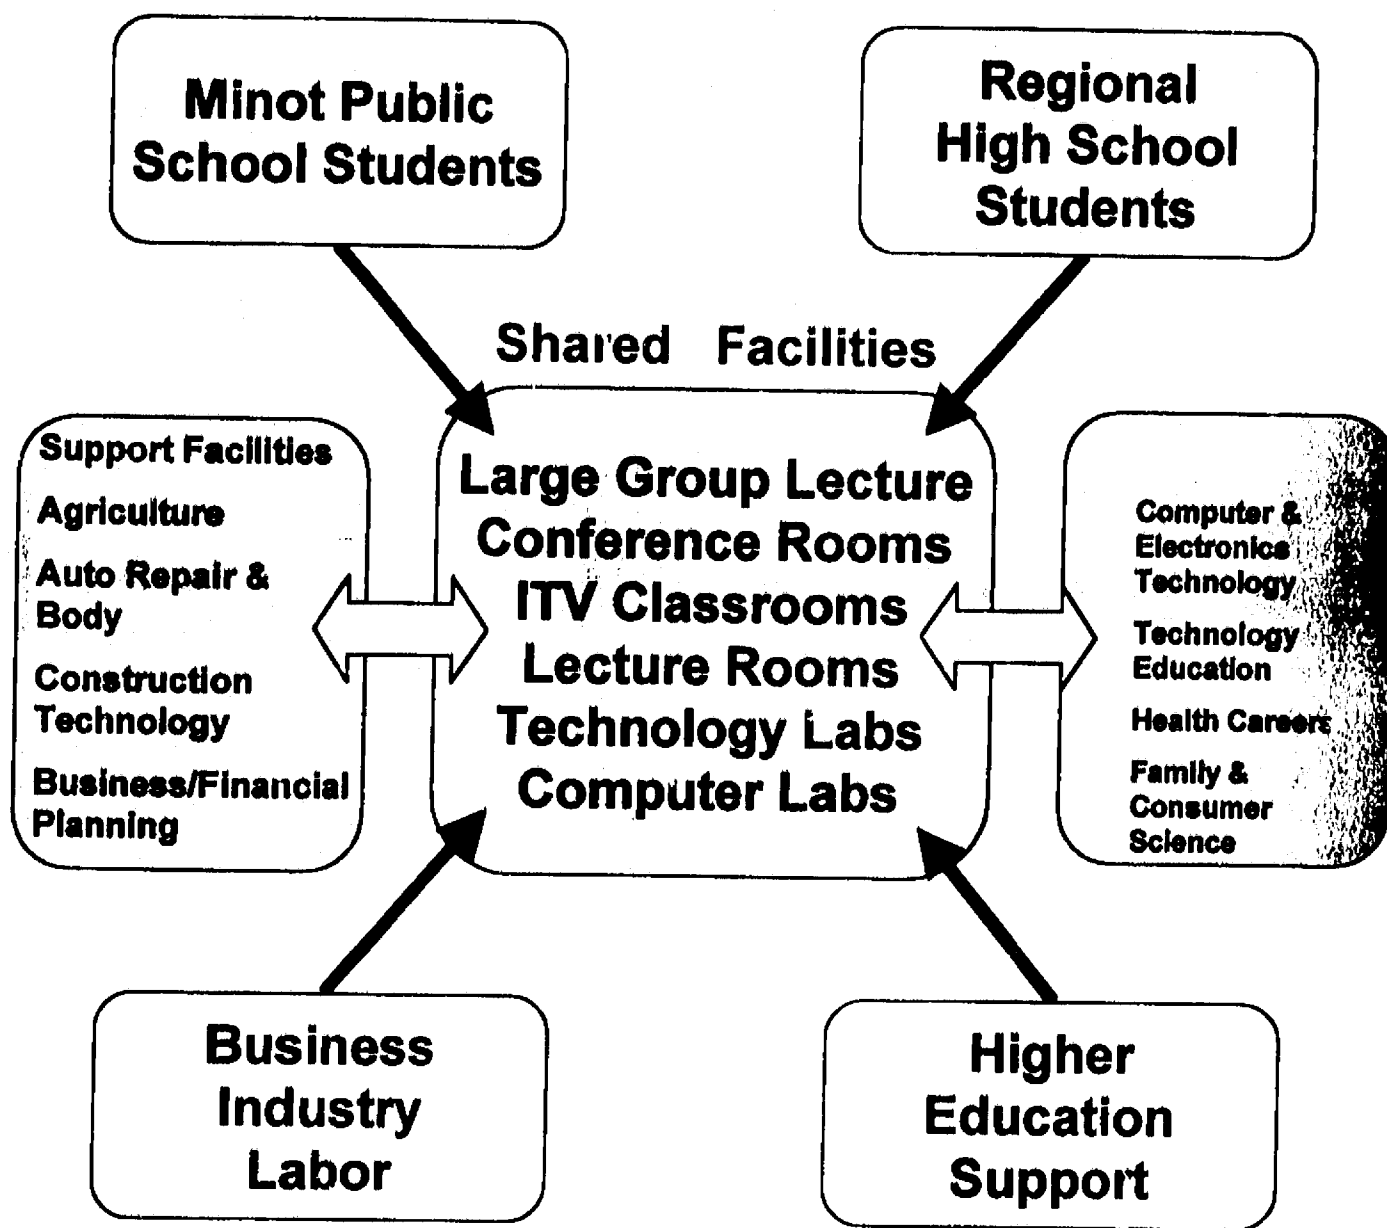 Minot Public
School Students
Regional
High School
Students
Shared Facilities
Support Facilities
Agriculture
Auto Repair &
Body
Construction
Technology
Business/Financial
Planning
Large Group Lecture
Conference Rooms
ITV Classrooms
Lecture Rooms
Technology Labs
Computer Labs
Computer &
Electronics
Technology
Technology
Education
Health Careers
Family &
Consumer
Science
Business
Industry
Labor
Higher
Education
Support